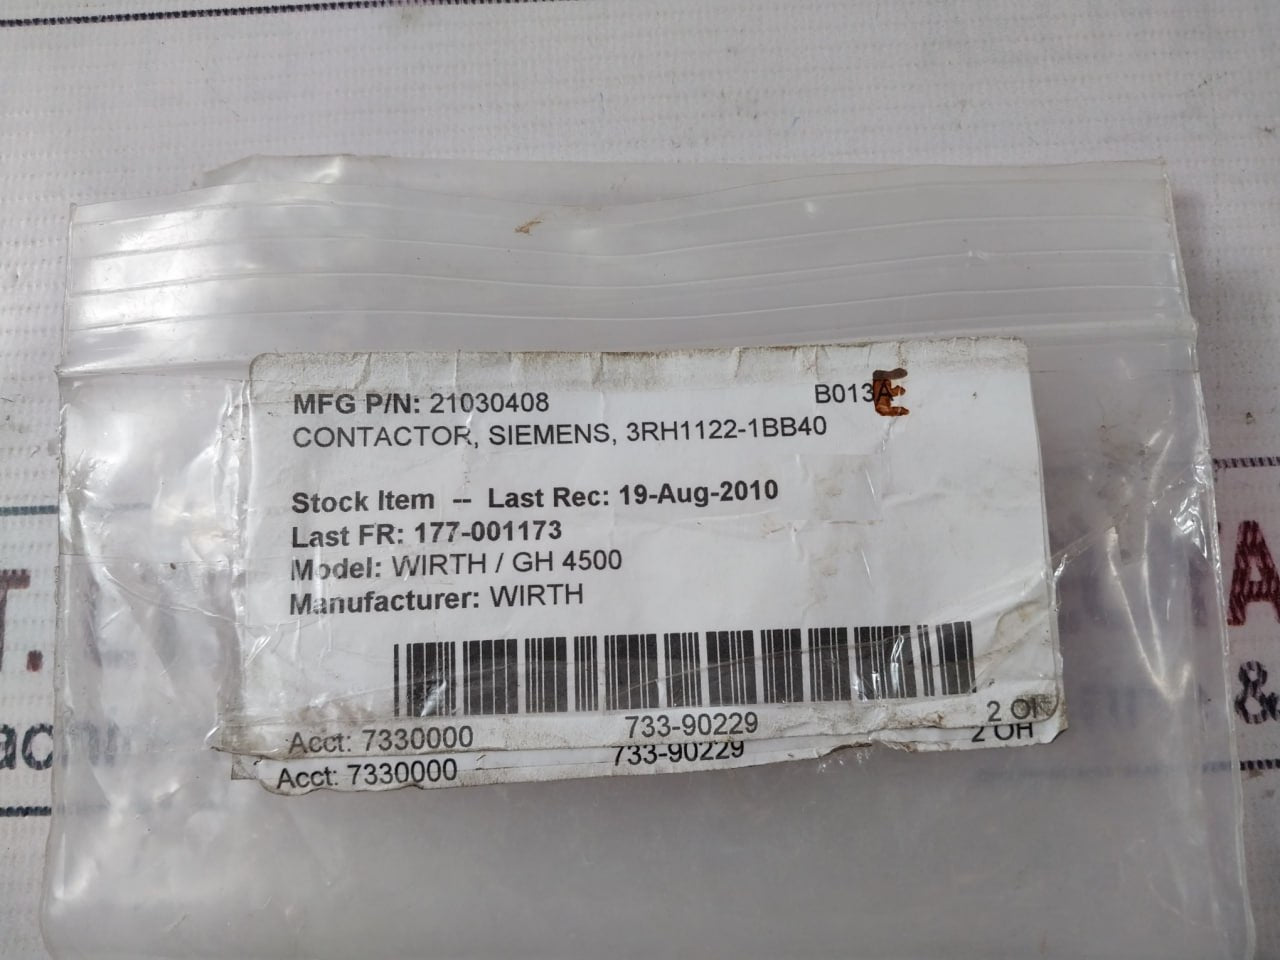 MFG P/N: 21030408 B013E
CONTACTOR, SIEMENS, 3RH1122-1BB40
Stock Item -- Last Rec: 19-Aug-2010
Last FR: 177-001173
Model: WIRTH / GH 4500
Manufacturer: WIRTH
Acct: 7330000 733-90229 2 OH
Acct: 7330000 733-90229 2 OH
T.
&